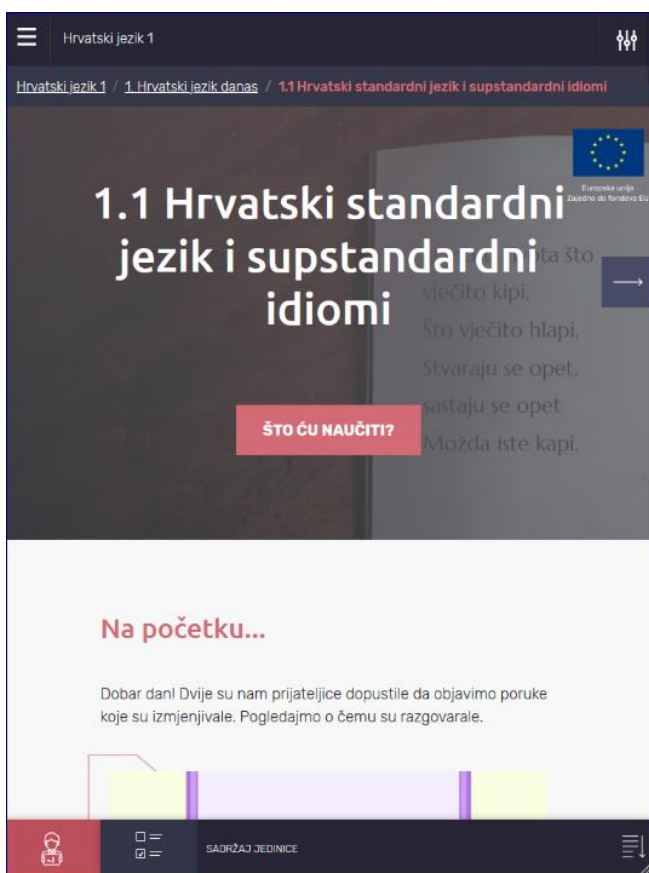 Hrvatski jezik 1
Hrvatski jezik 1 / 1. Hrvatski jezik danas / 1.1 Hrvatski standardni jezik i supstandardni idiomi
Europska unija
Zajedno do fondova EU
1.1 Hrvatski standardni
jezik i supstandardni
idiomi
što
vječito kipi,
Što vječito hlapi,
Stvaraju se opet,
sastaju se opet
Možda iste kapi.
ŠTO ĆU NAUČITI?
Na početku...
Dobar dan! Dvije su nam prijateljice dopustile da objavimo poruke
koje su izmjenjivale. Pogledajmo o čemu su razgovarale.
SADRŽAJ JEDINICE